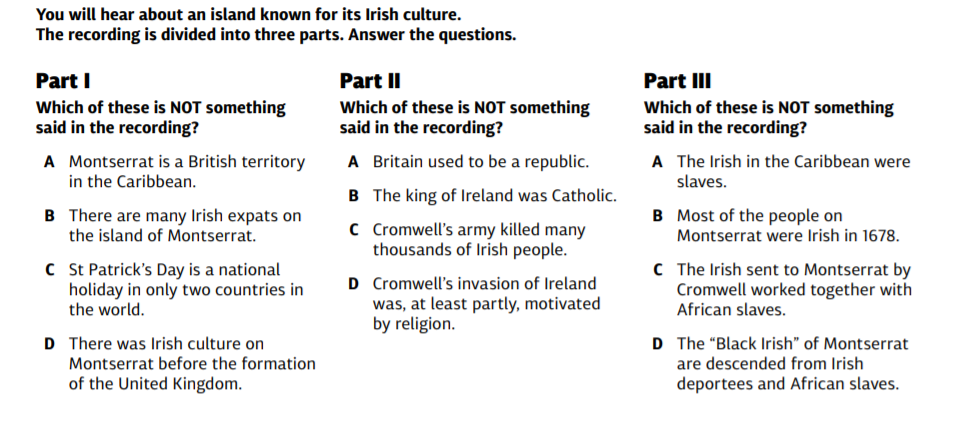 You will hear about an island known for its Irish culture.
The recording is divided into three parts. Answer the questions.
Part I
Which of these is NOT something
said in the recording?
A Montserrat is a British territory
in the Caribbean.
B There are many Irish expats on
the island of Montserrat.
C St Patrick’s Day is a national
holiday in only two countries in
the world.
D There was Irish culture on
Montserrat before the formation
of the United Kingdom.
Part II
Which of these is NOT something
said in the recording?
A Britain used to be a republic.
B The king of Ireland was Catholic.
C Cromwell’s army killed many
thousands of Irish people.
D Cromwell’s invasion of Ireland
was, at least partly, motivated
by religion.
Part III
Which of these is NOT something
said in the recording?
A The Irish in the Caribbean were
slaves.
B Most of the people on
Montserrat were Irish in 1678.
C The Irish sent to Montserrat by
Cromwell worked together with
African slaves.
D The “Black Irish” of Montserrat
are descended from Irish
deportees and African slaves.